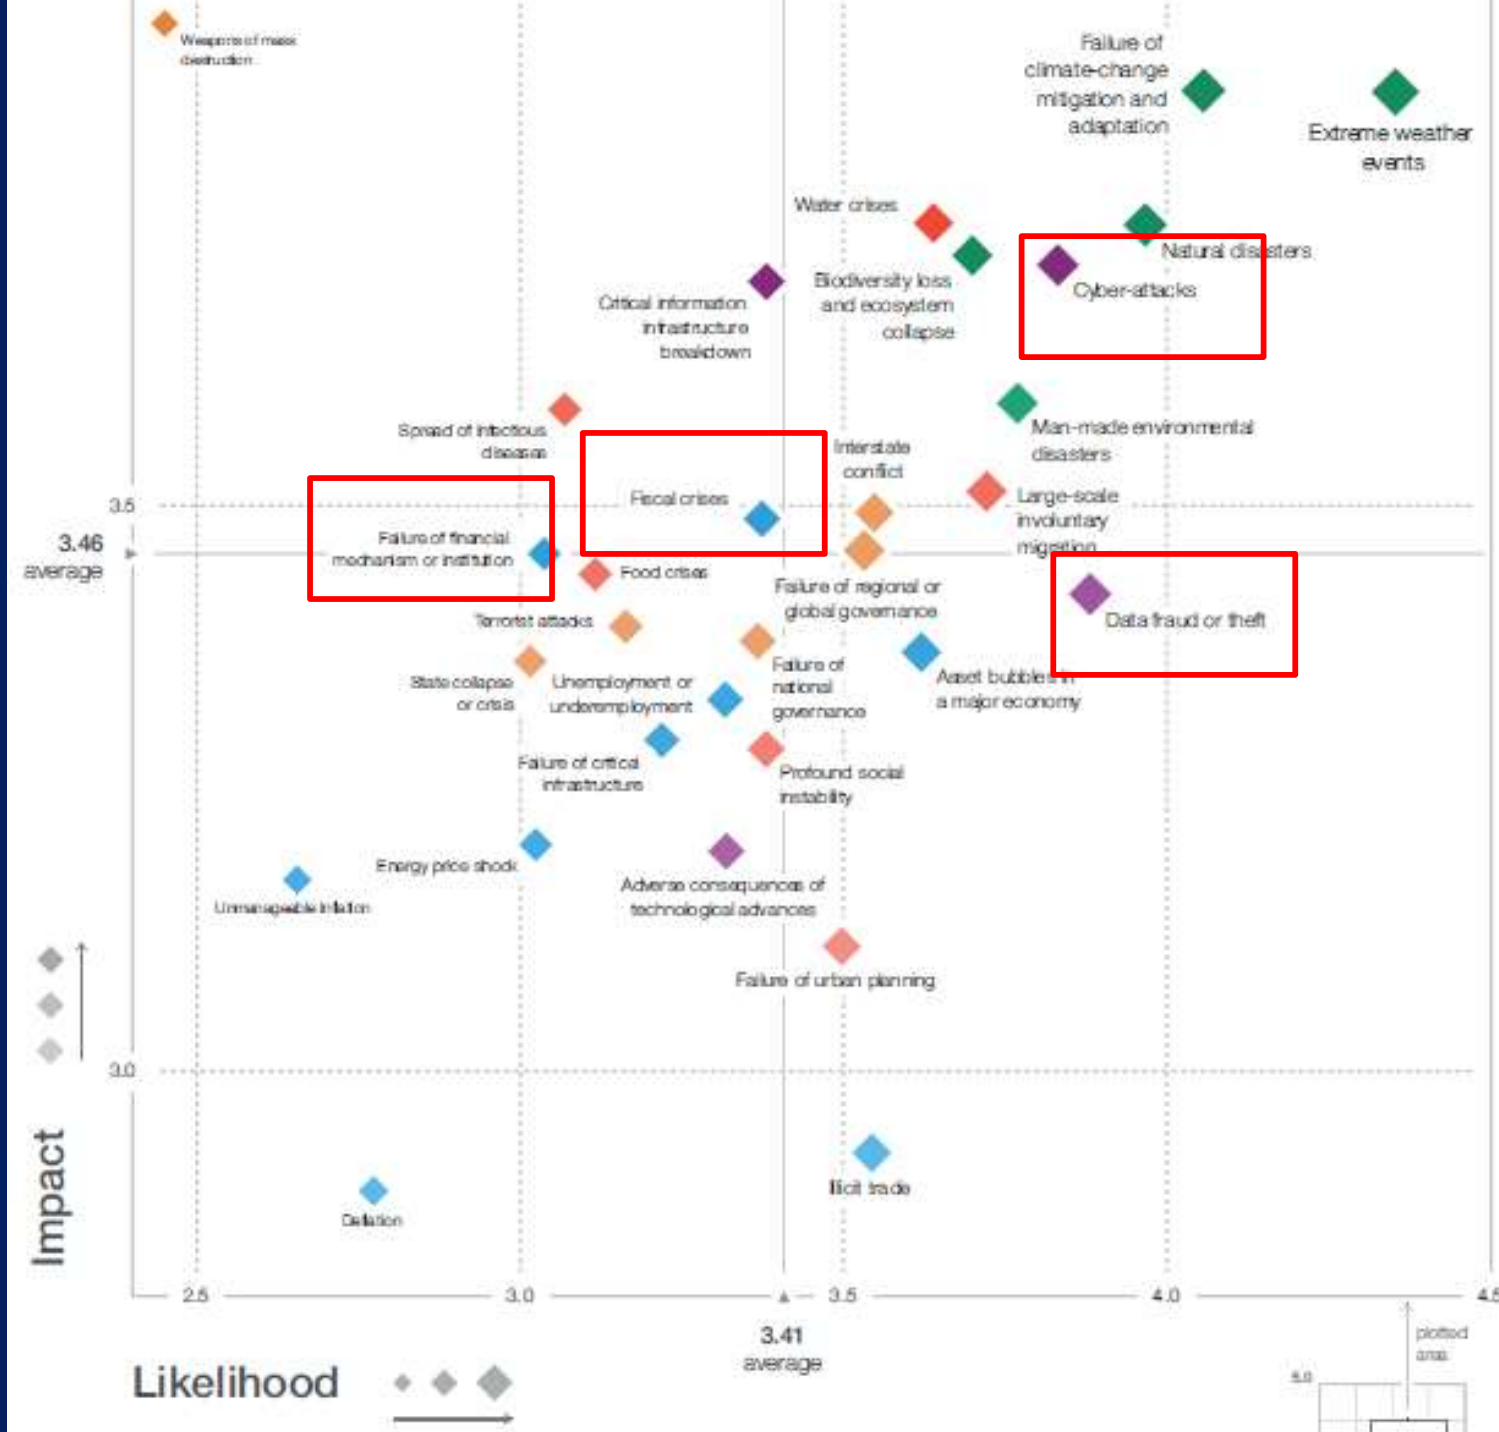 Weapons of mass
destruction
Failure of
climate-change
mitigation and
adaptation
Extreme weather
events
Water crises
Natural disasters
Biodiversity loss
and ecosystem
collapse
Cyber-attacks
Critical information
infrastructure
breakdown
Spread of infectious
diseases
Man-made environmental
disasters
Interstate
conflict
Fiscal crises
Large-scale
involuntary
migration
3.5
3.46
average
Failure of financial
mechanism or institution
Food crises
Failure of regional or
global governance
Data fraud or theft
Terrorist attacks
State collapse
or crisis
Unemployment or
underemployment
Failure of
national
governance
Asset bubbles in
a major economy
Failure of critical
infrastructure
Profound social
instability
Energy price shock
Adverse consequences of
technological advances
Unmanageable inflation
Failure of urban planning
3.0
Impact
Illicit trade
Deflation
2.5
3.0
3.5
4.0
4.5
3.41
average
plotted
area
Likelihood
5.0